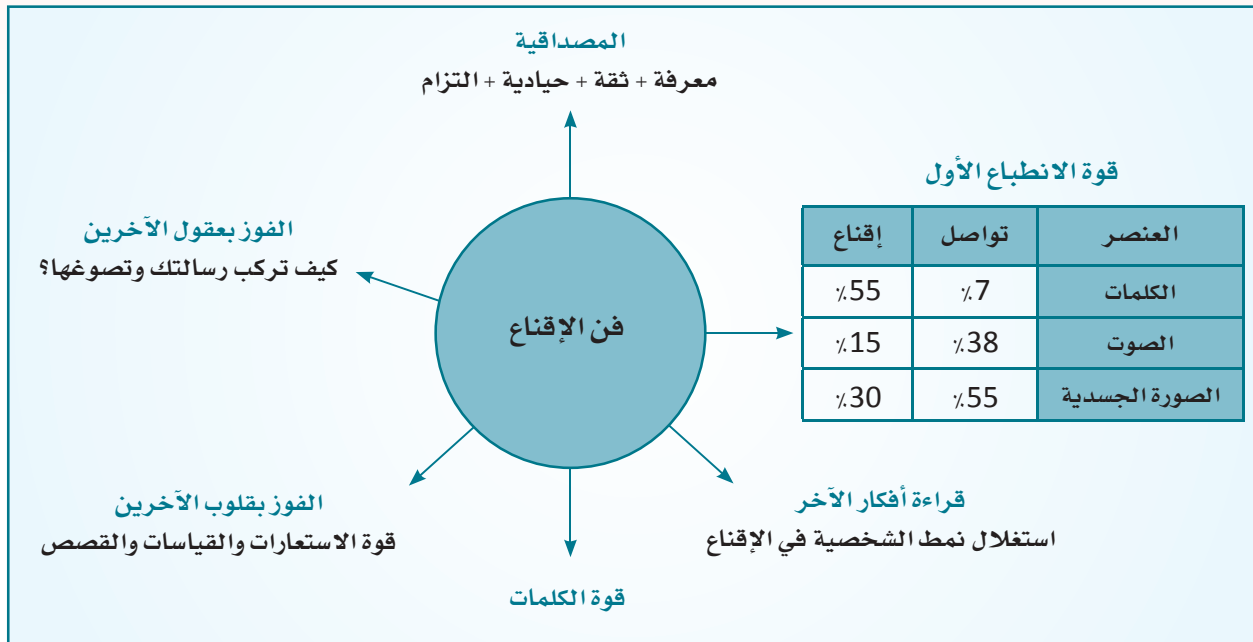 المصداقية
معرفة + ثقة + حيادية + التزام
قوة الانطباع الأول
العنصر تواصل إقناع
الكلمات 7٪ 55٪
الصوت 38٪ 15٪
الصورة الجسدية 55٪ 30٪
الفوز بعقول الآخرين
كيف تركب رسالتك وتصوغها؟
فن الإقناع
قراءة أفكار الآخر
استغلال نمط الشخصية في الإقناع
الفوز بقلوب الآخرين
قوة الاستعارات والقياسات والقصص
قوة الكلمات